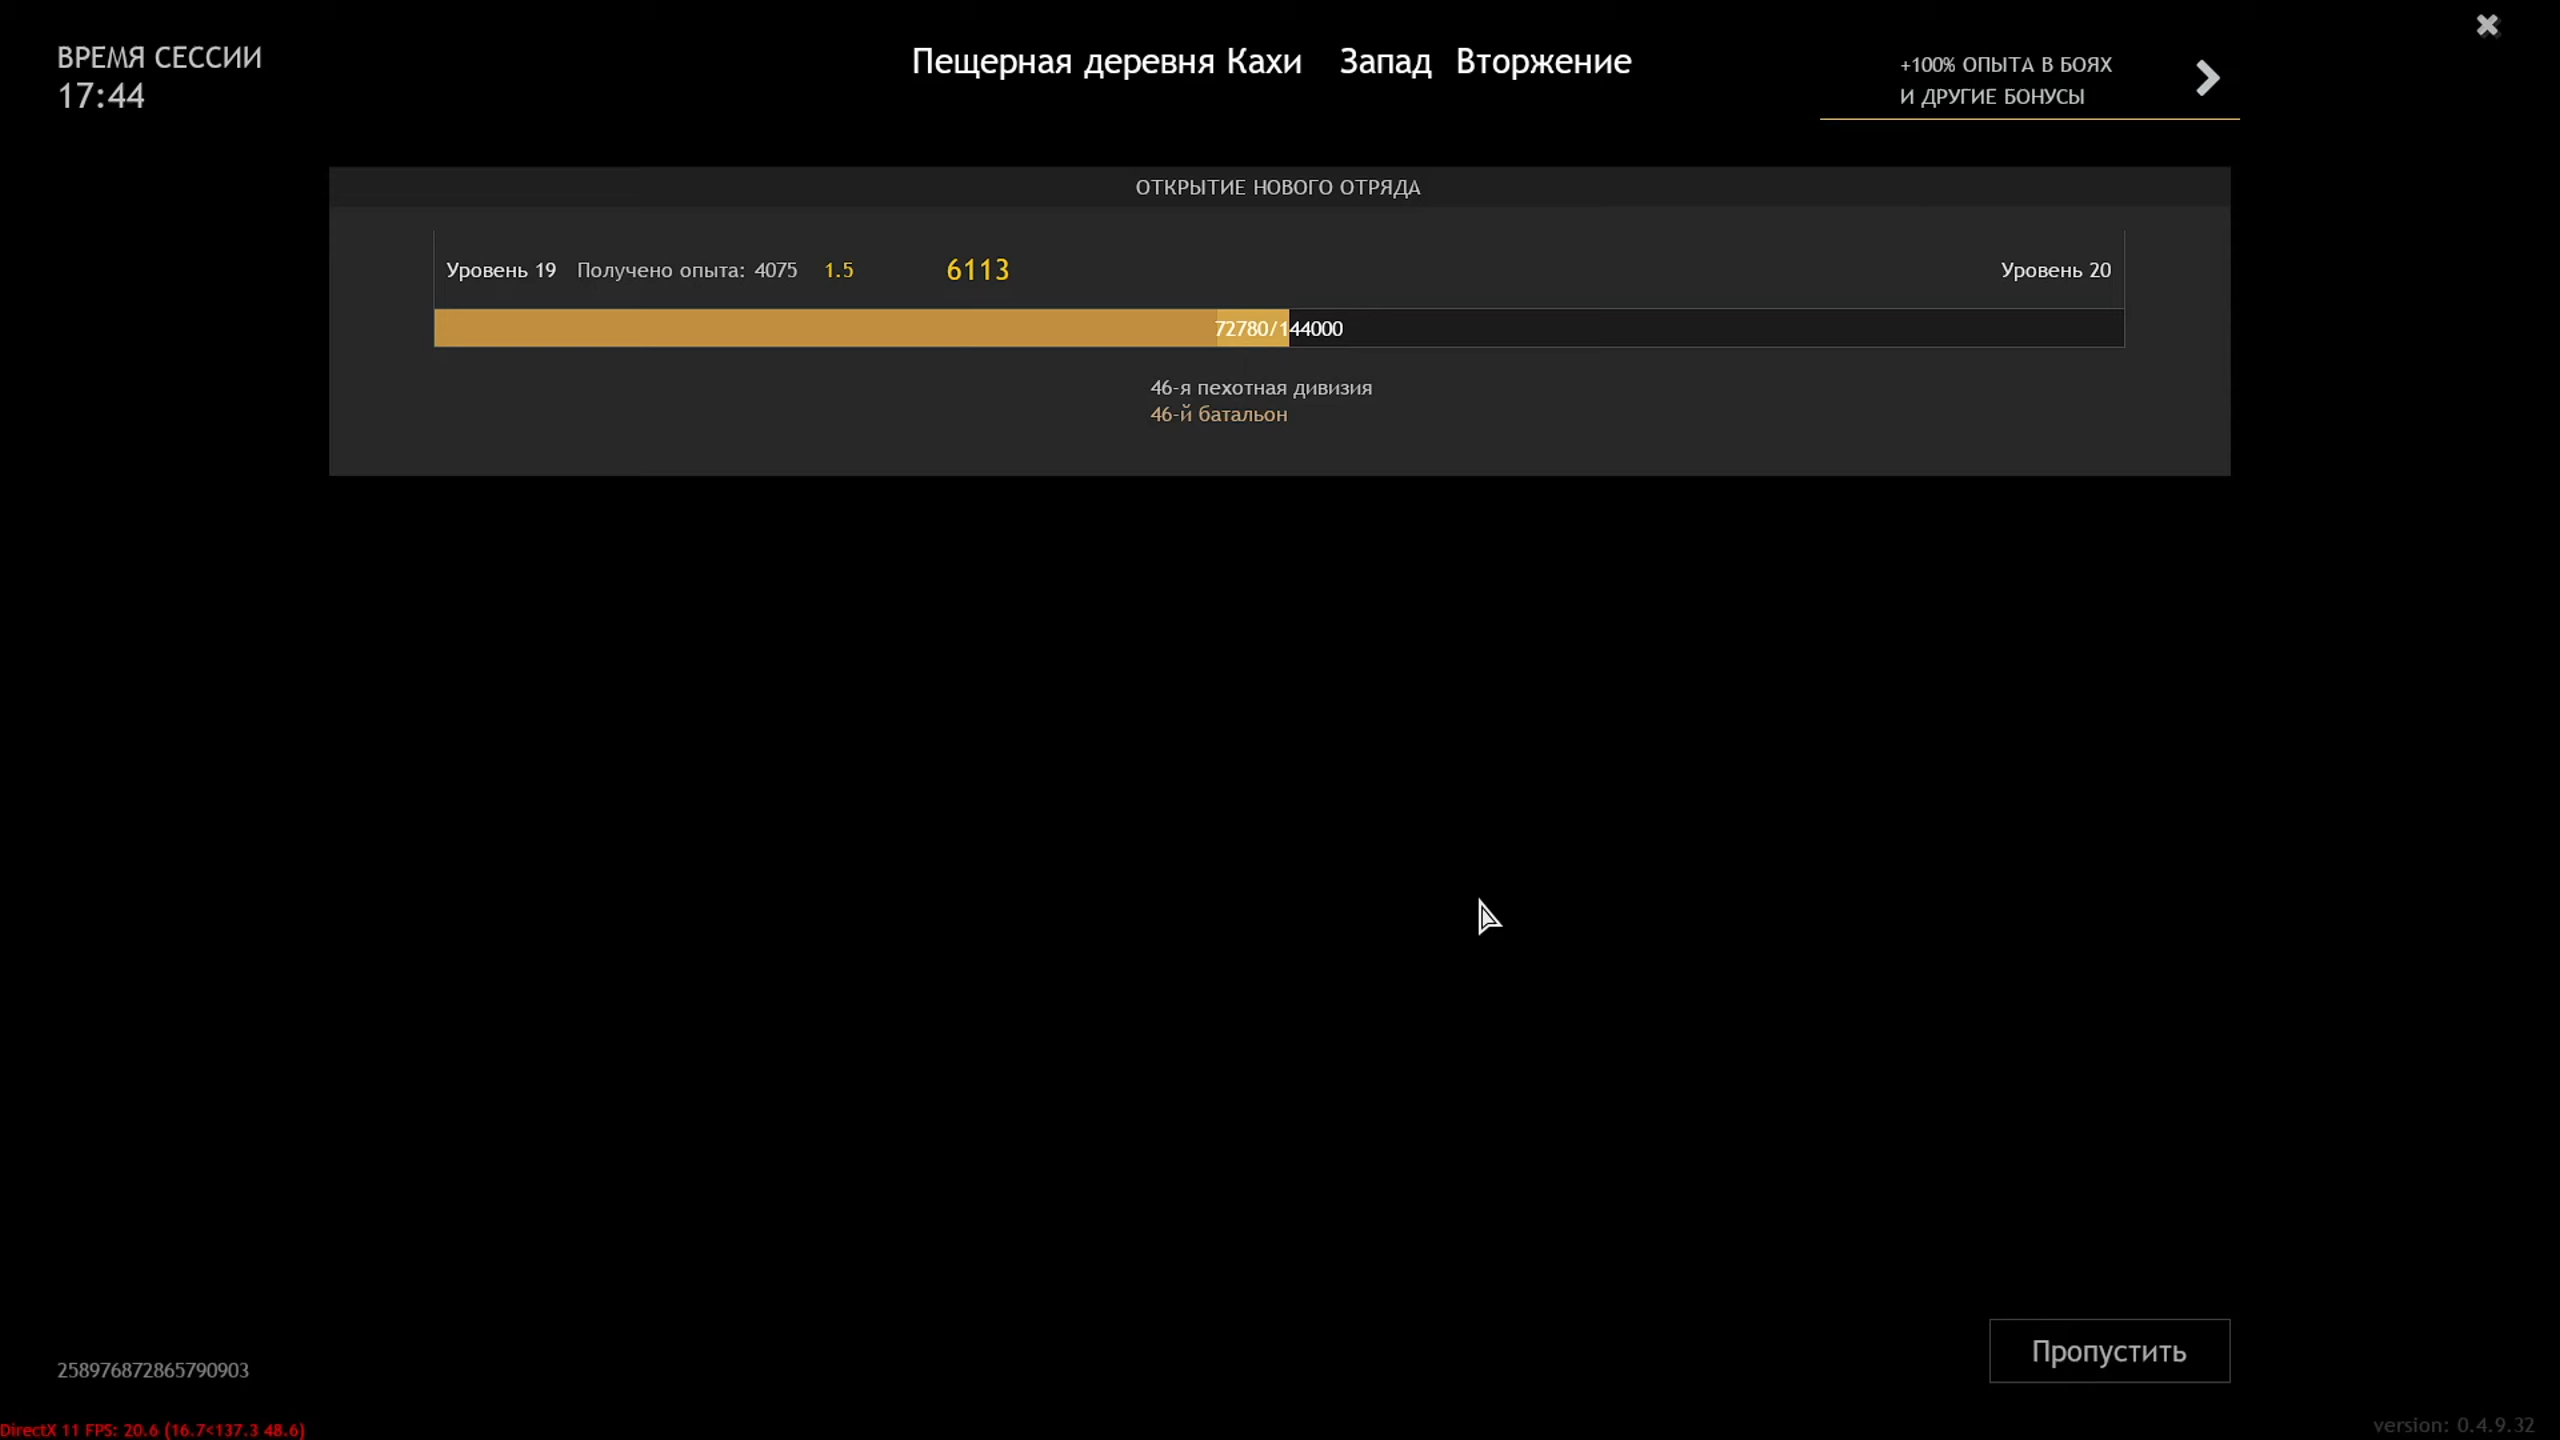 ВРЕМЯ СЕССИИ
17:44
Пещерная деревня Кахи Запад Вторжение
+100% ОПЫТА В БОЯХ
И ДРУГИЕ БОНУСЫ
ОТКРЫТИЕ НОВОГО ОТРЯДА
Уровень 19 Получено опыта: 4075 1.5 6113 Уровень 20
72780/144000
46-я пехотная дивизия
46-й батальон
Пропустить
258976872865790903
DirectX 11 FPS: 20.6 (16.7<137.3 48.6)
version: 0.4.9.32